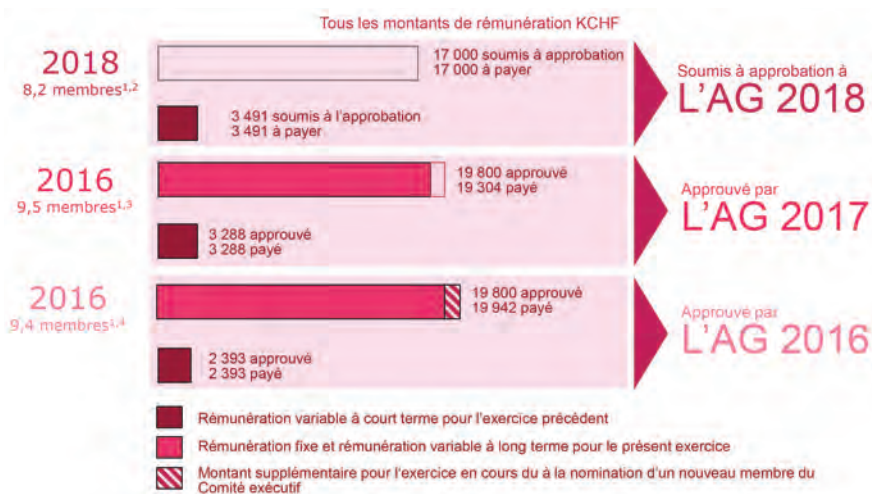 Tous les montants de rémunération KCHF
2018
8,2 membres1,2
17 000 soumis à approbation
17 000 à payer
3 491 soumis à l'approbation
3 491 à payer
Soumis à approbation à
L'AG 2018
2016
9,5 membres1,3
19 800 approuvé
19 304 payé
3 288 approuvé
3 288 payé
Approuvé par
L'AG 2017
2016
9,4 membres1,4
19 800 approuvé
19 942 payé
2 393 approuvé
2 393 payé
Approuvé par
L'AG 2016
Rémunération variable à court terme pour l'exercice précédent
Rémunération fixe et rémunération variable à long terme pour le présent exercice
Montant supplémentaire pour l'exercice en cours du à la nomination d'un nouveau membre du
Comité exécutif